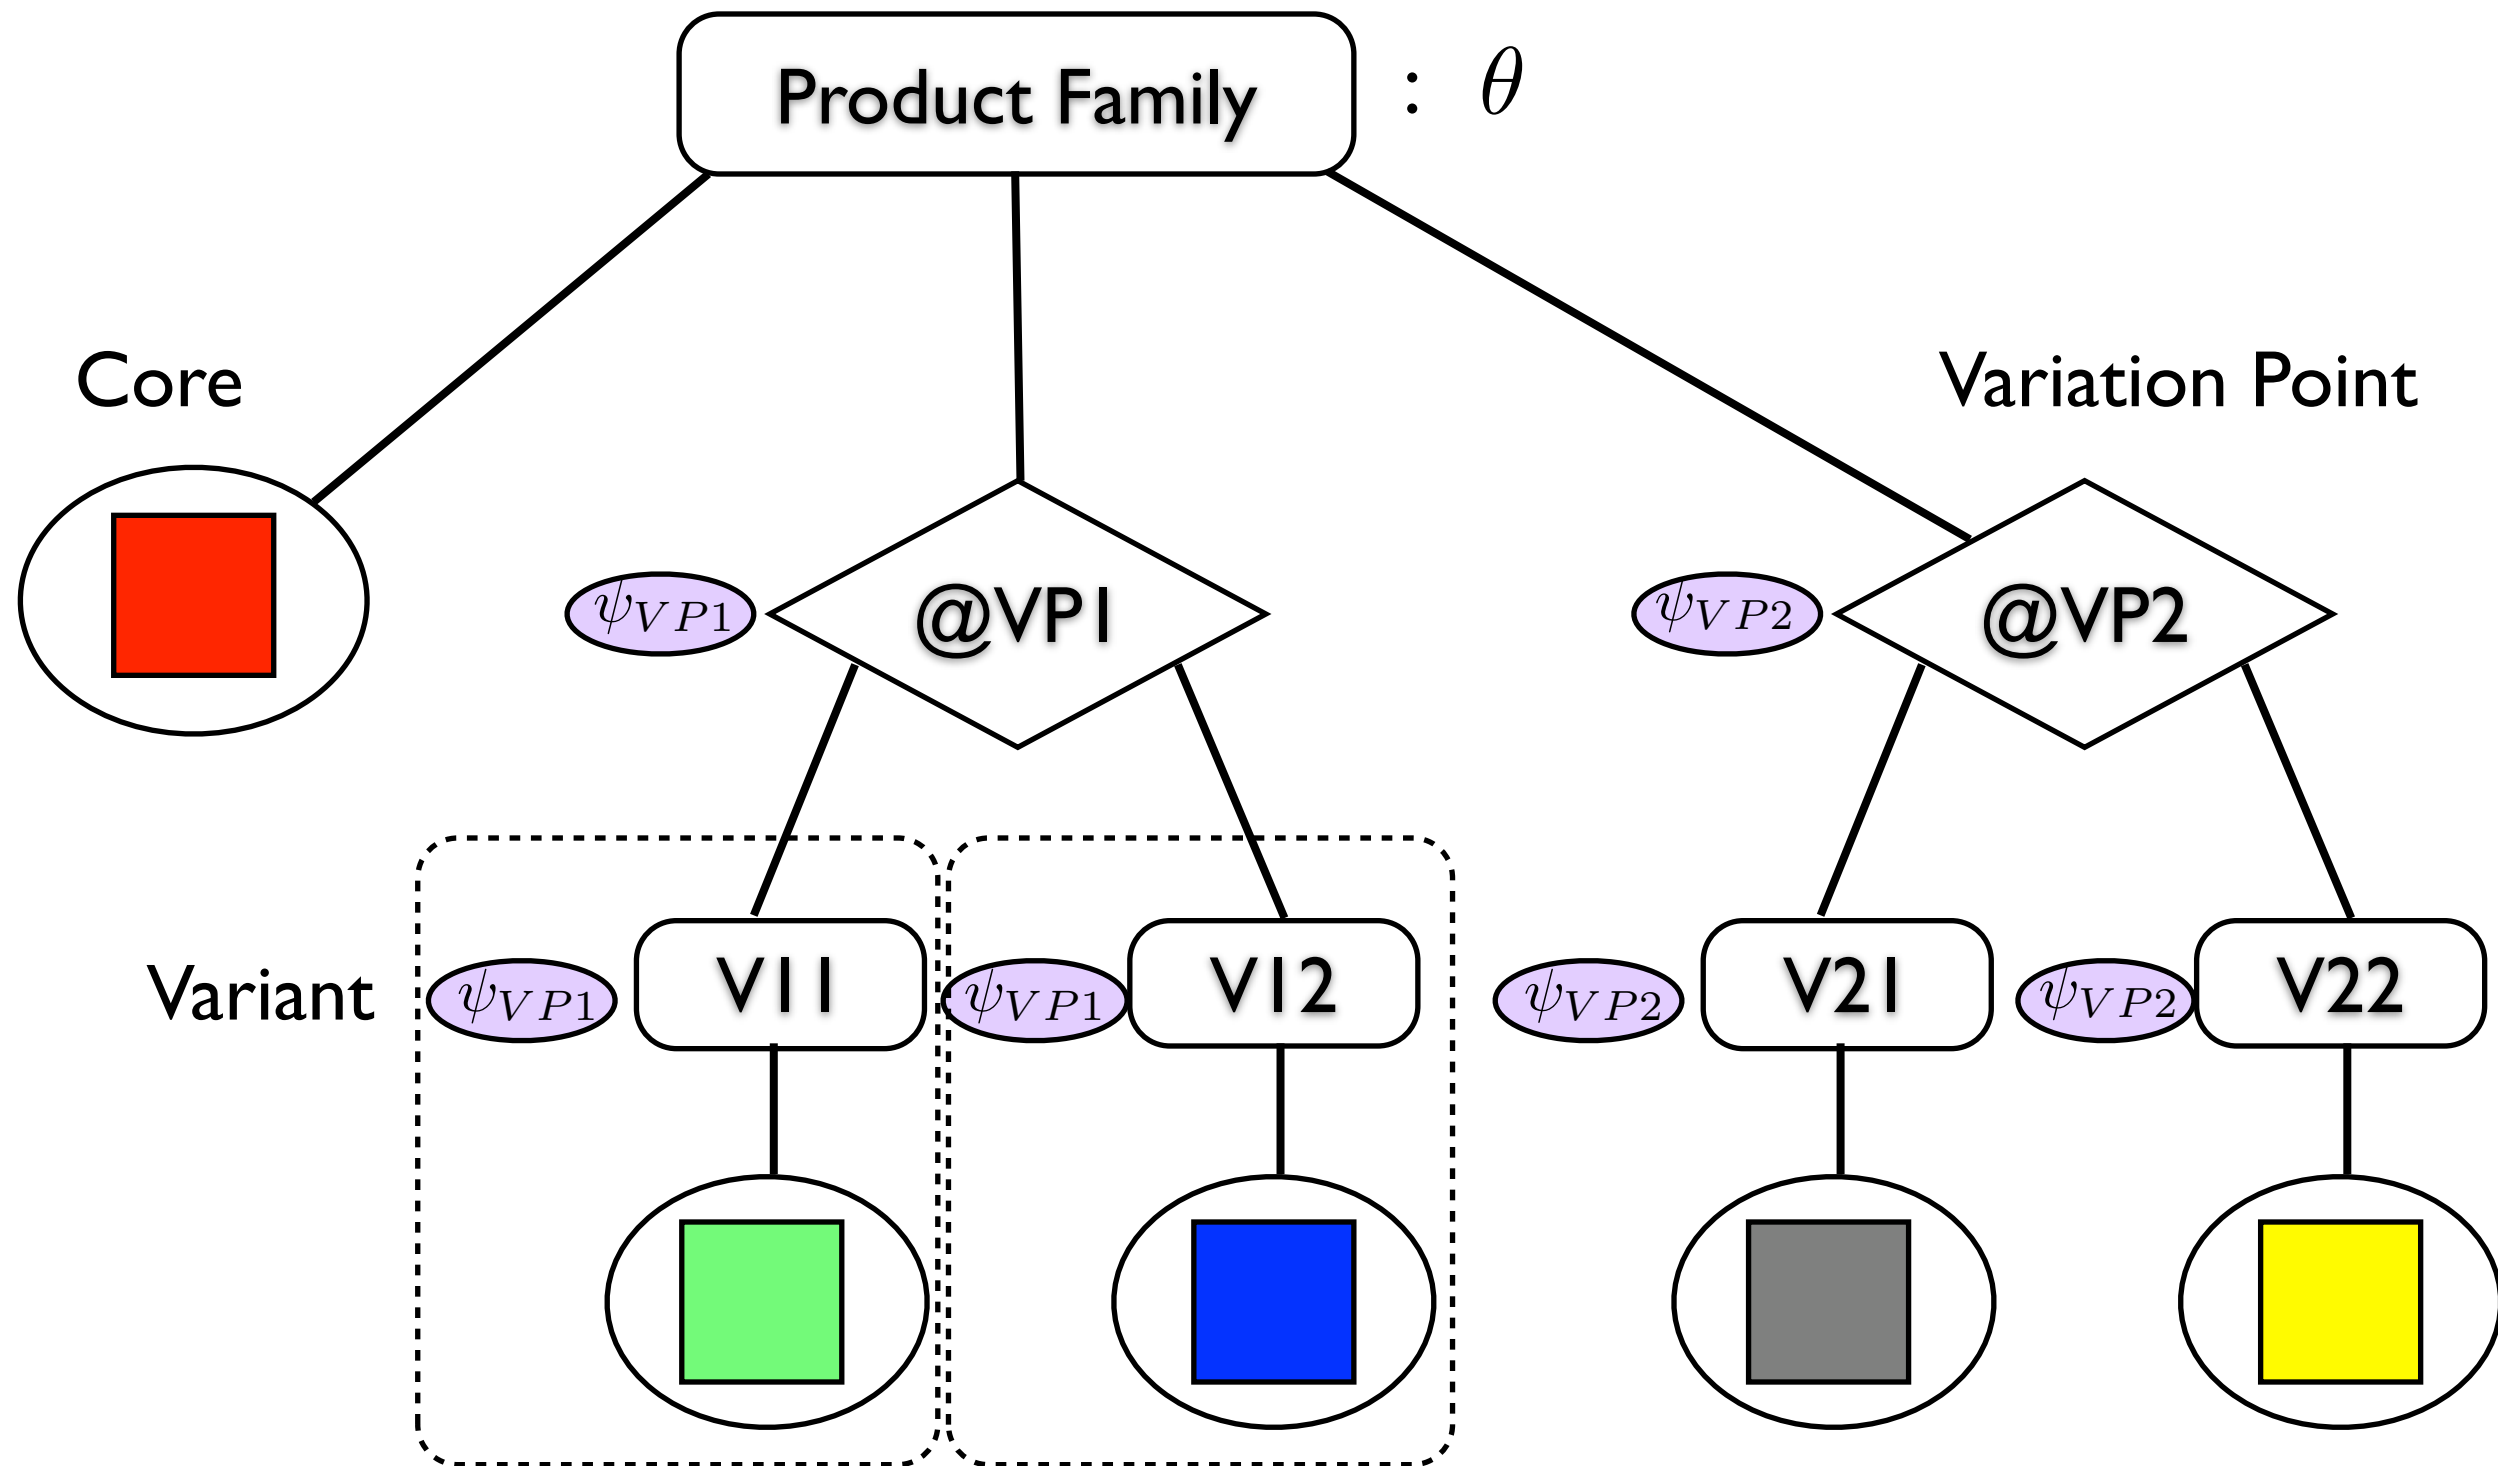 Product Family : θ
Core
Variation Point
ψVP1
@VP1
ψVP2
@VP2
Variant
ψVP1
V11
ψVP1
V12
ψVP2
V21
ψVP2
V22